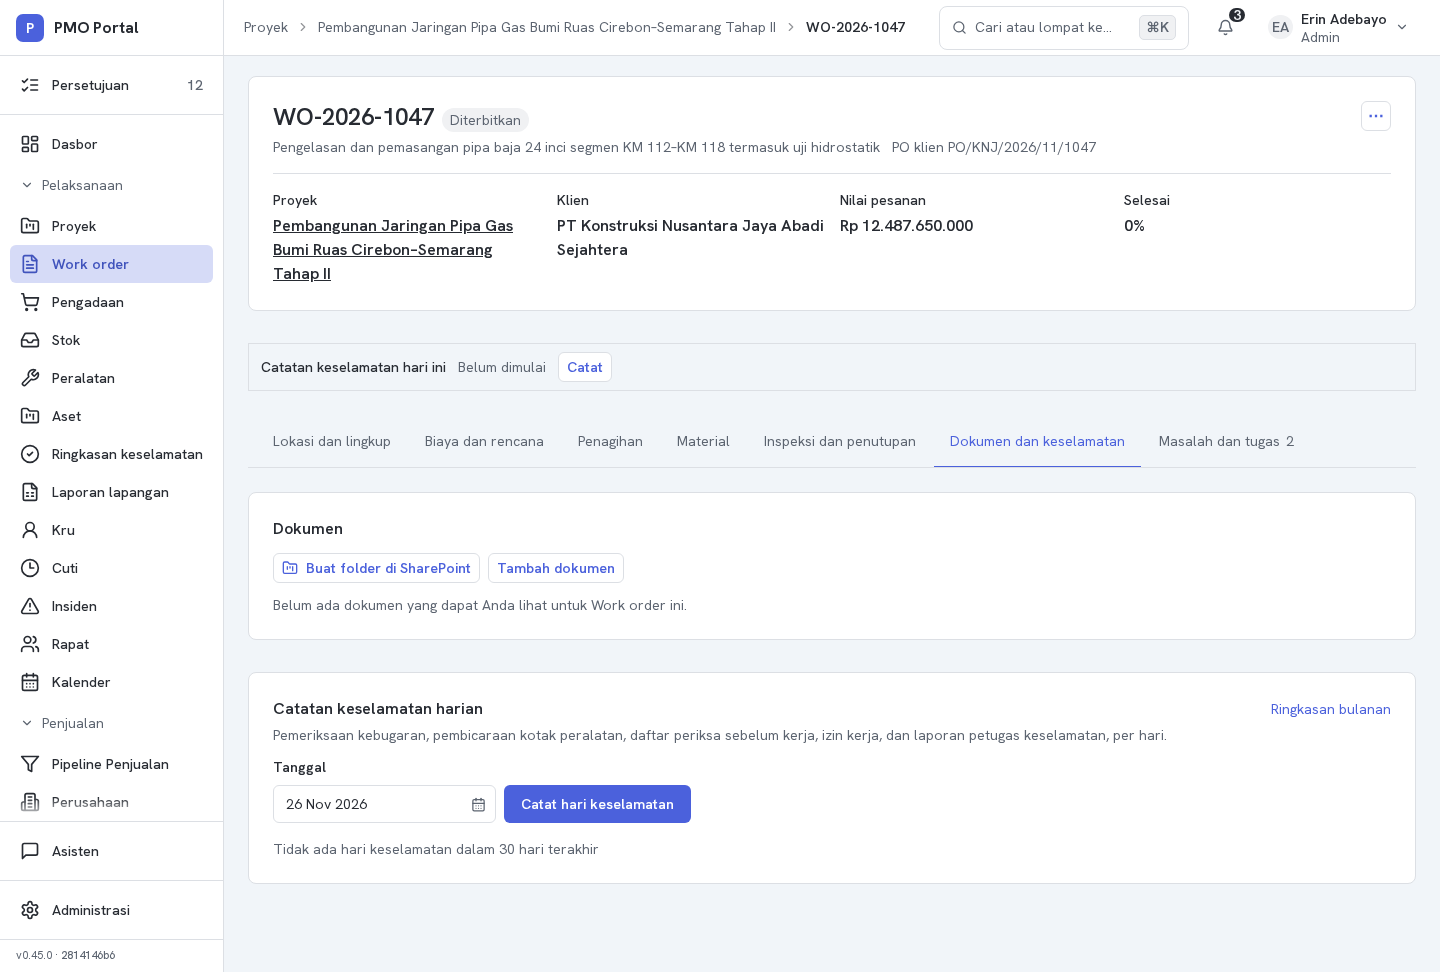 P PMO Portal
Persetujuan 12
Dasbor
Pelaksanaan
Proyek
Work order
Pengadaan
Stok
Peralatan
Aset
Ringkasan keselamatan
Laporan lapangan
Kru
Cuti
Insiden
Rapat
Kalender
Penjualan
Pipeline Penjualan
Perusahaan
Asisten
Administrasi
v0.45.0 · 2814146b6
Proyek > Pembangunan Jaringan Pipa Gas Bumi Ruas Cirebon–Semarang Tahap II > WO-2026-1047
Cari atau lompat ke... ⌘K
3
EA Erin Adebayo
Admin
WO-2026-1047 Diterbitkan
Pengelasan dan pemasangan pipa baja 24 inci segmen KM 112–KM 118 termasuk uji hidrostatik PO klien PO/KNJ/2026/11/1047
Proyek
Pembangunan Jaringan Pipa Gas
Bumi Ruas Cirebon–Semarang
Tahap II
Klien
PT Konstruksi Nusantara Jaya Abadi
Sejahtera
Nilai pesanan
Rp 12.487.650.000
Selesai
0%
Catatan keselamatan hari ini Belum dimulai Catat
Lokasi dan lingkup Biaya dan rencana Penagihan Material Inspeksi dan penutupan Dokumen dan keselamatan Masalah dan tugas 2
Dokumen
Buat folder di SharePoint Tambah dokumen
Belum ada dokumen yang dapat Anda lihat untuk Work order ini.
Catatan keselamatan harian Ringkasan bulanan
Pemeriksaan kebugaran, pembicaraan kotak peralatan, daftar periksa sebelum kerja, izin kerja, dan laporan petugas keselamatan, per hari.
Tanggal
26 Nov 2026 Catat hari keselamatan
Tidak ada hari keselamatan dalam 30 hari terakhir